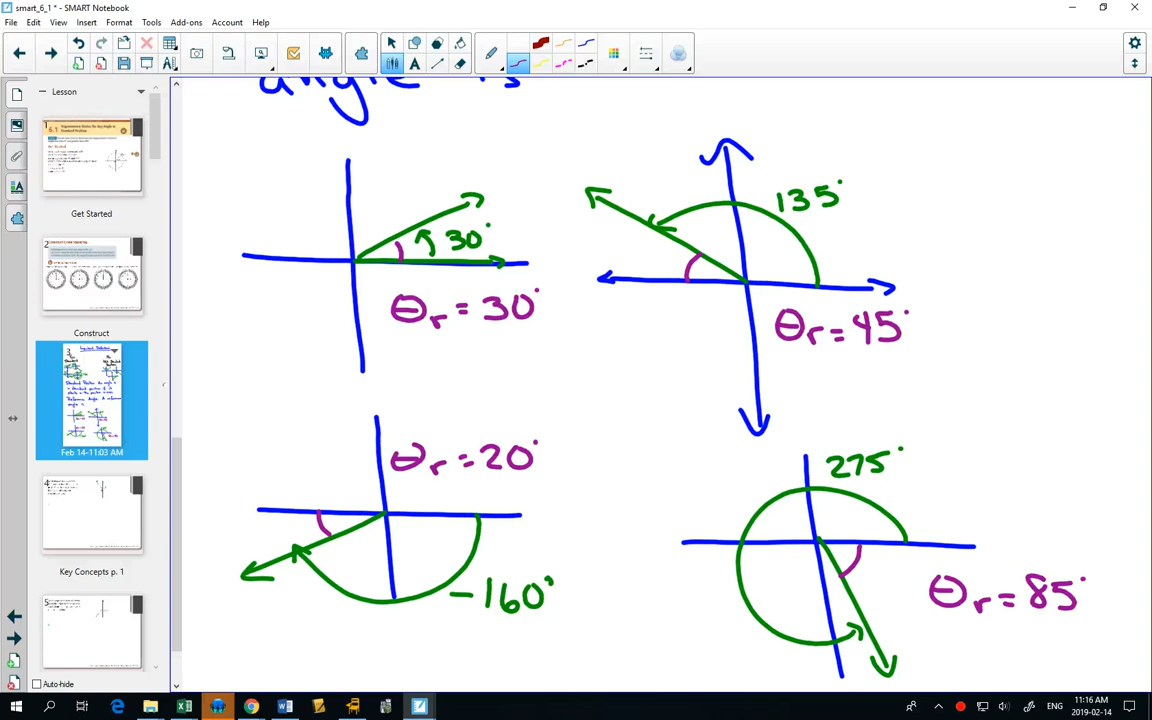 smart_6_1 * - SMART Notebook
File Edit View Insert Format Tools Add-ons Account Help
Lesson
angle is
Get Started
Construct
Feb 14-11:03 AM
Key Concepts p. 1
Auto-hide
30°
θr = 30°
135°
θr = 45°
θr = 20°
-160°
275°
θr = 85°
ENG
11:16 AM
2019-02-14